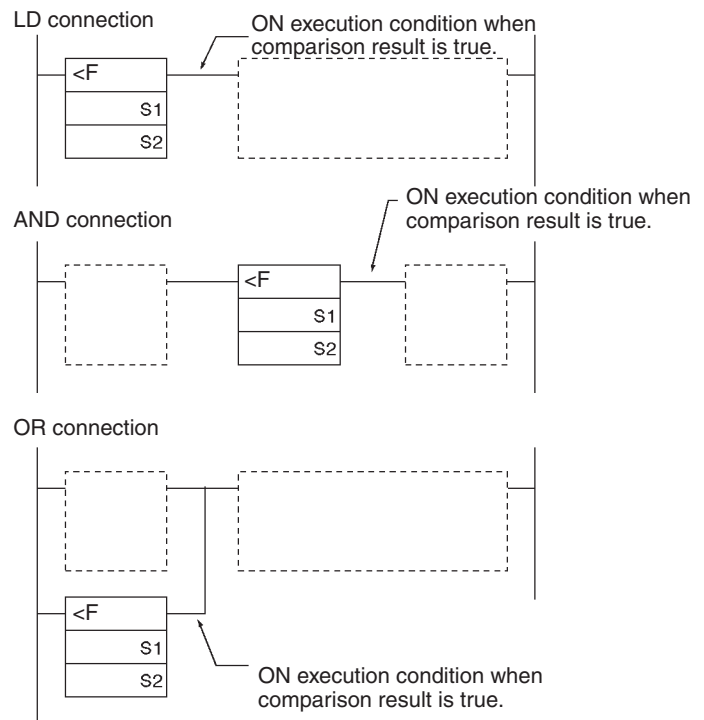 LD connection
ON execution condition when
comparison result is true.
<F
S1
S2
AND connection
ON execution condition when
comparison result is true.
<F
S1
S2
OR connection
<F
S1
S2
ON execution condition when
comparison result is true.